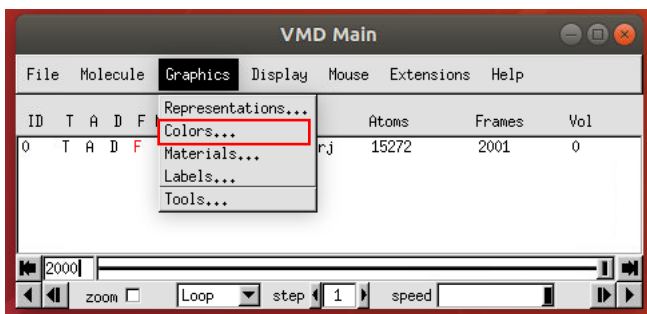 VMD Main
File Molecule Graphics Display Mouse Extensions Help
Representations...
ID T A D F Atoms Frames Vol
Colors...
0 T A D F rj 15272 2001 0
Materials...
Labels...
Tools...
2000
zoom Loop step 1 speed